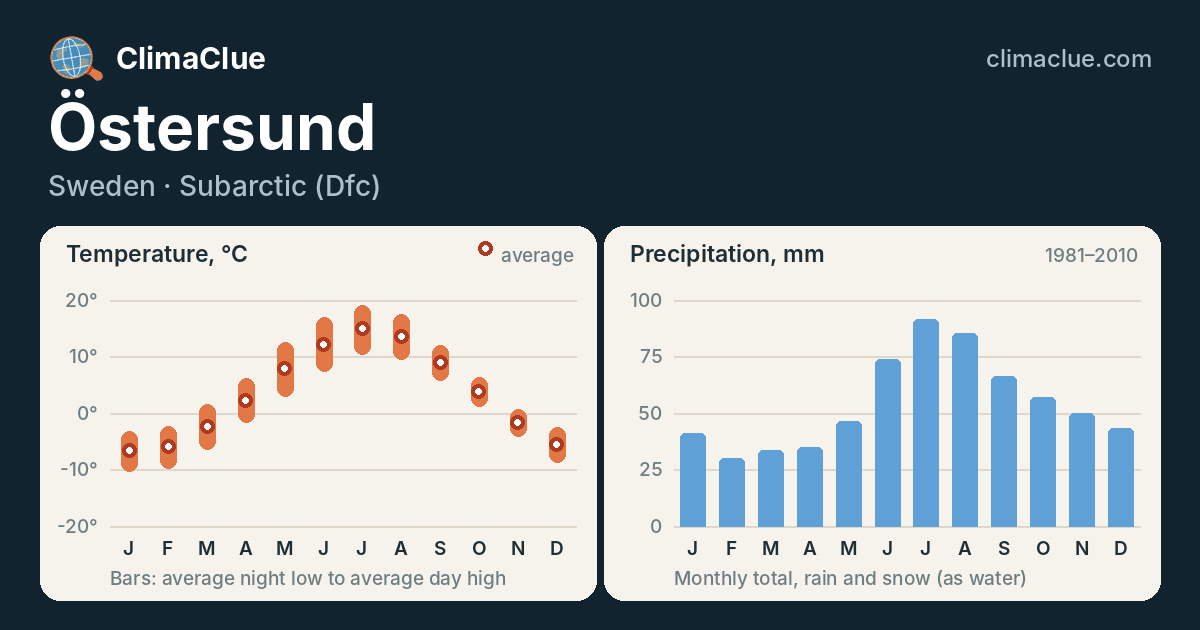 ClimaClue
climaclue.com
Östersund
Sweden · Subarctic (Dfc)
Temperature, °C
average
20°
10°
0°
-10°
-20°
J F M A M J J A S O N D
Bars: average night low to average day high
Precipitation, mm
1981–2010
100
75
50
25
0
J F M A M J J A S O N D
Monthly total, rain and snow (as water)